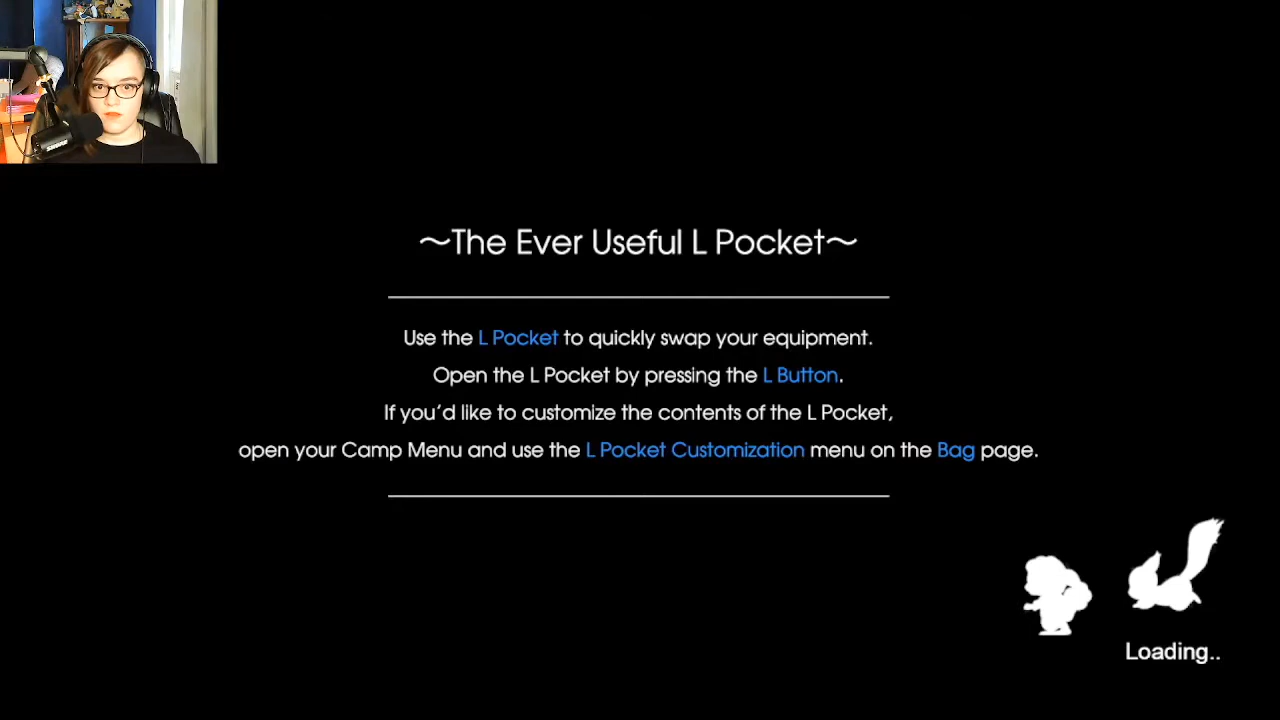 ～The Ever Useful L Pocket～
Use the L Pocket to quickly swap your equipment.
Open the L Pocket by pressing the L Button.
If you'd like to customize the contents of the L Pocket,
open your Camp Menu and use the L Pocket Customization menu on the Bag page.
Loading..